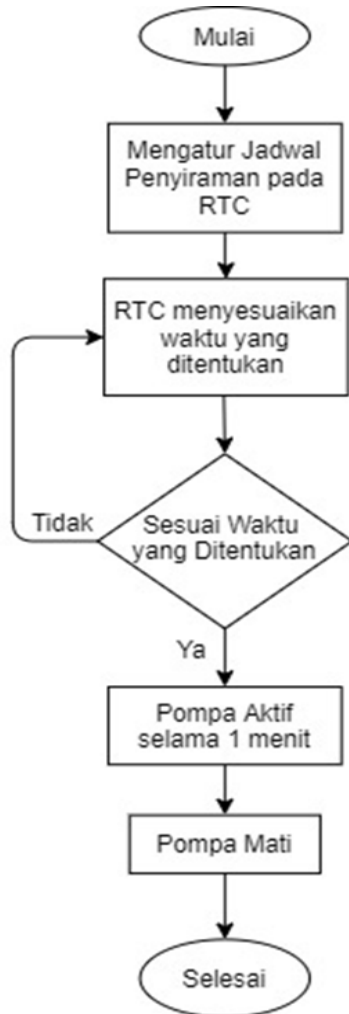 Mulai
Mengatur Jadwal
Penyiraman pada
RTC
RTC menyesuaikan
waktu yang
ditentukan
Tidak
Sesuai Waktu
yang Ditentukan
Ya
Pompa Aktif
selama 1 menit
Pompa Mati
Selesai